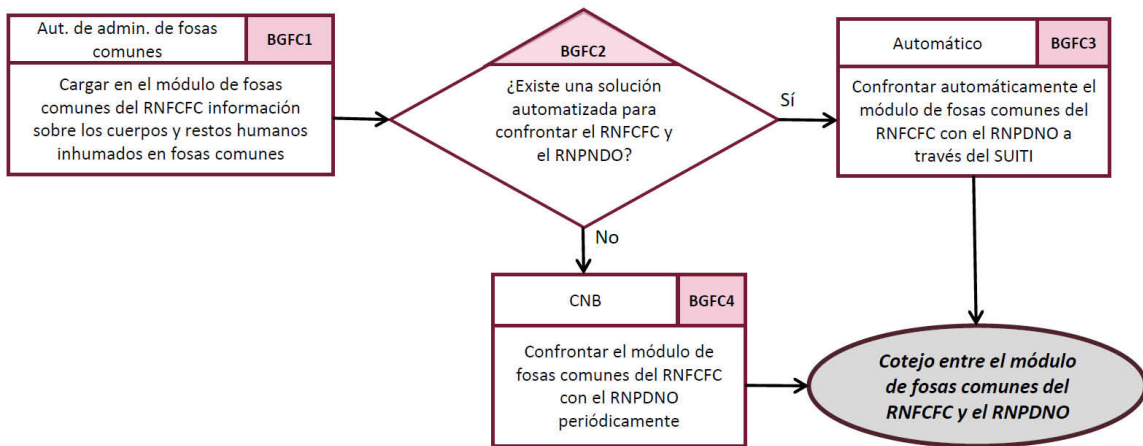 Aut. de admin. de fosas
comunes
BGFC1
Cargar en el módulo de fosas
comunes del RNFCFC información
sobre los cuerpos y restos humanos
inhumados en fosas comunes
BGFC2
¿Existe una solución
automatizada para
confrontar el RNFCFC y
el RNPNDO?
Sí
No
Automático
BGFC3
Confrontar automáticamente el
módulo de fosas comunes del
RNFCFC con el RNPDNO a
través del SUITI
CNB
BGFC4
Confrontar el módulo de
fosas comunes del RNFCFC
con el RNPDNO
periódicamente
Cotejo entre el módulo
de fosas comunes del
RNFCFC y el RNPDNO